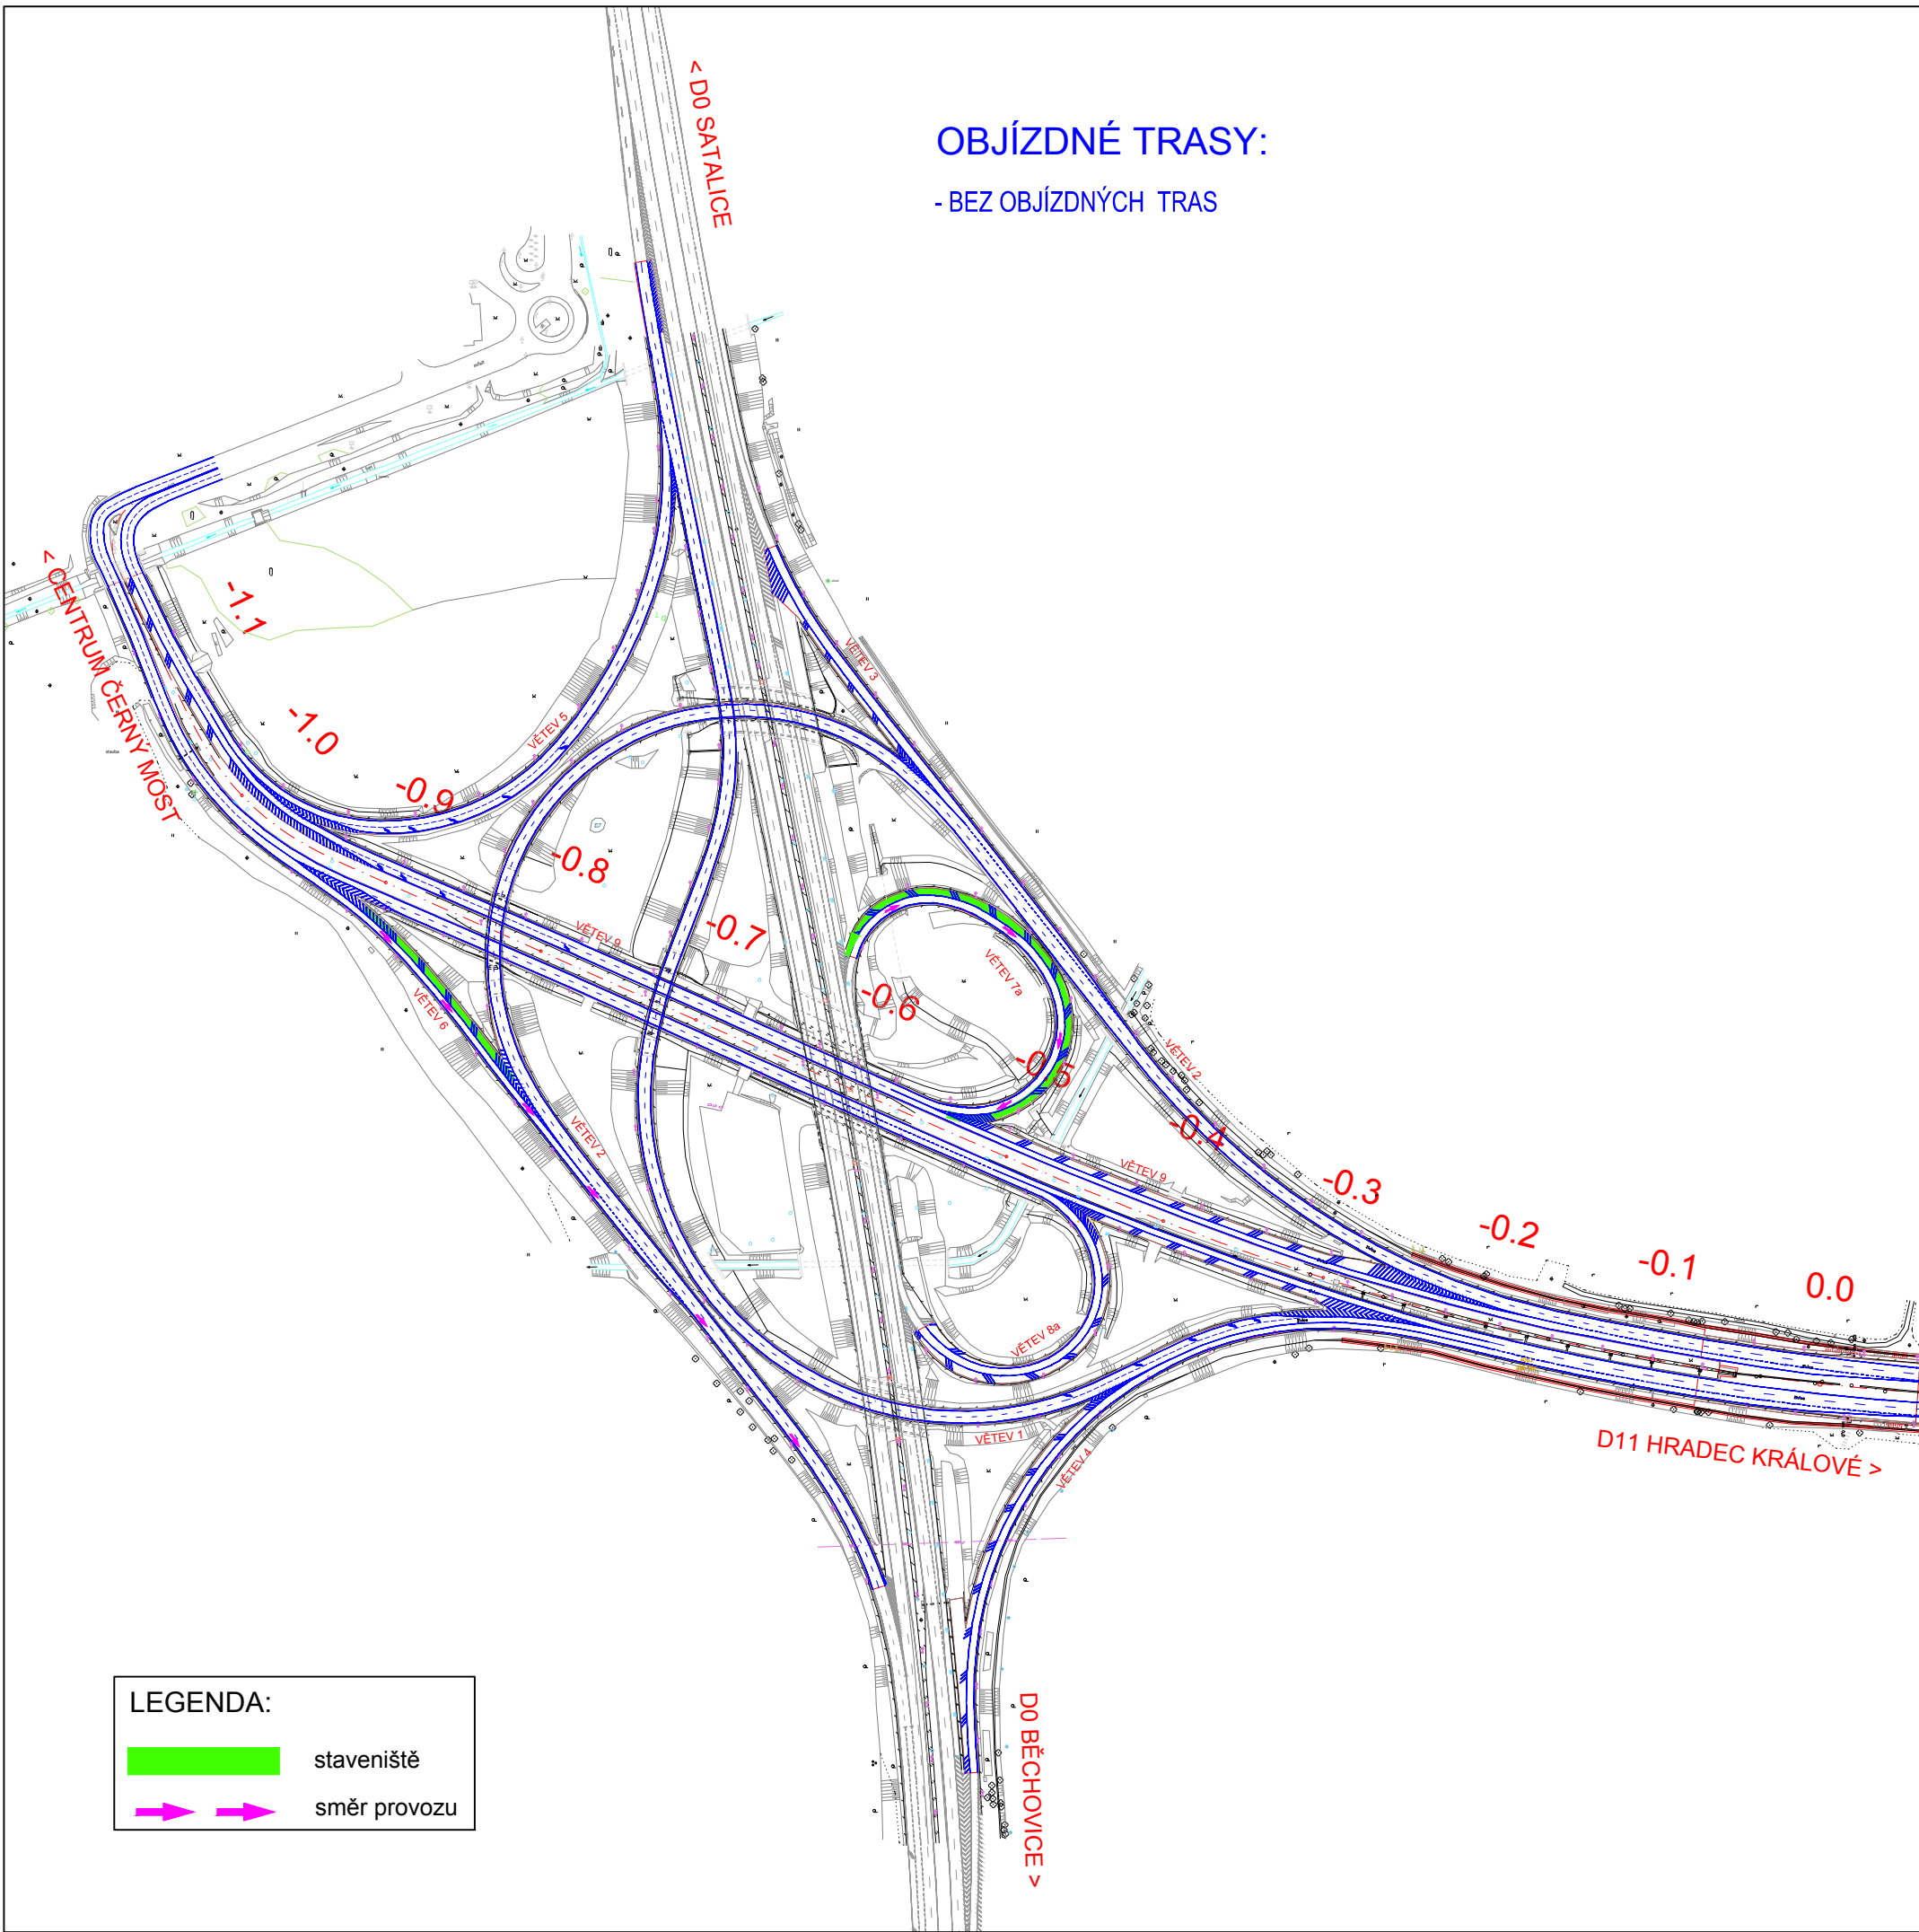 < D0 SATALICE
OBJÍZDNÉ TRASY:
- BEZ OBJÍZDNÝCH TRAS
< CENTRUM ČERNÝ MOST
-1.1
-1.0
-0.9
-0.8
-0.7
-0.6
-0.5
-0.4
-0.3
-0.2
-0.1
0.0
VĚTEV 3
VĚTEV 5
VĚTEV 9
VĚTEV 7a
VĚTEV 6
VĚTEV 2
VĚTEV 2
VĚTEV 9
VĚTEV 8a
VĚTEV 1
VĚTEV 4
D11 HRADEC KRÁLOVÉ >
D0 BĚCHOVICE >
LEGENDA:
staveniště
směr provozu